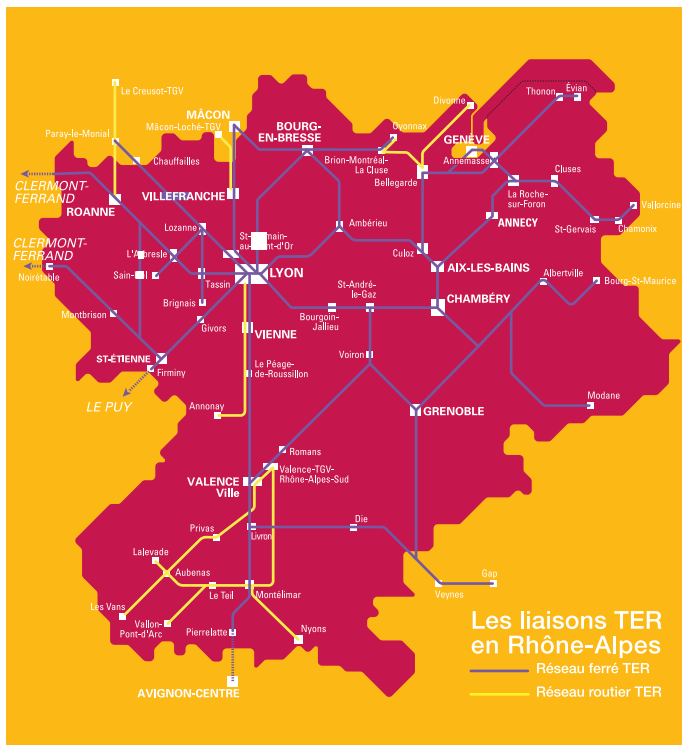 Le Creusot-TGV
Divonne
Thonon
Évian
MÂCON
Mâcon-Loché-TGV
Paray-le-Monial
BOURG-
EN-BRESSE
Oyonnax
GENÈVE
Chauffailles
Brion-Montréal-
La Cluse
Bellegarde
Annemasse
Cluses
CLERMONT-
FERRAND
VILLEFRANCHE
La Roche-
sur-Foron
ROANNE
Vallorcine
Lozanne
St-Germain-
au-Mont-d'Or
Ambérieu
ANNECY
St-Gervais
Chamonix
CLERMONT-
FERRAND
L'Arbresle
Culoz
Noirétable
Sain-Bel
Tassin
LYON
AIX-LES-BAINS
St-André-
le-Gaz
Albertville
Bourg-St-Maurice
Brignais
CHAMBÉRY
Montbrison
Givors
Bourgoin-
Jallieu
VIENNE
ST-ÉTIENNE
Voiron
Firminy
Le Péage-
de-Roussillon
LE PUY
Annonay
Modane
GRENOBLE
Romans
Valence-TGV-
Rhône-Alpes-Sud
VALENCE
Ville
Privas
Livron
Die
Lalevade
Aubenas
Le Teil
Montélimar
Veynes
Gap
Les Vans
Vallon-
Pont-d'Arc
Pierrelatte
Nyons
AVIGNON-CENTRE
Les liaisons TER
en Rhône-Alpes
Réseau ferré TER
Réseau routier TER